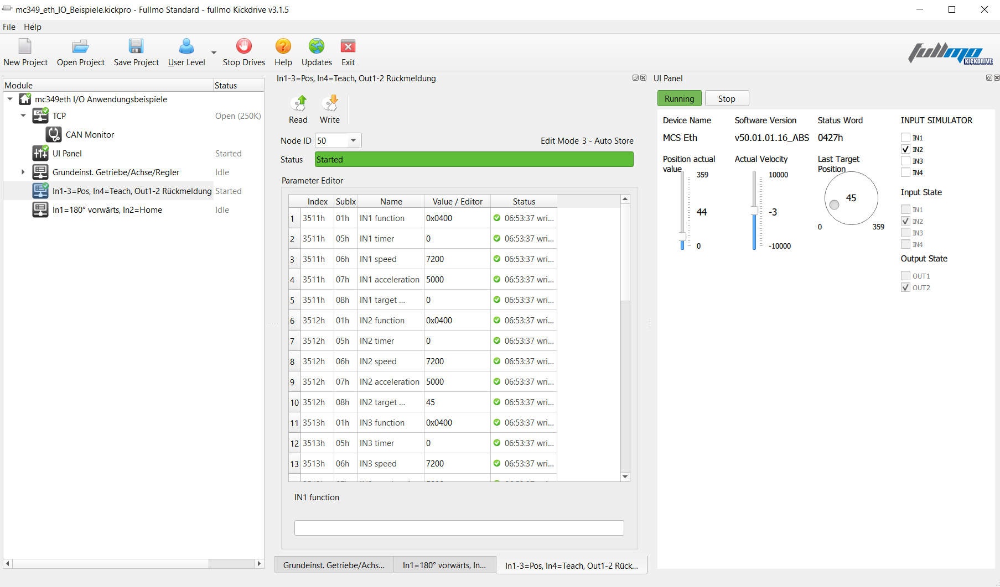 mc349_eth_IO_Beispiele.kickpro - Fullmo Standard - fullmo Kickdrive v3.1.5
File Help
New Project Open Project Save Project User Level Stop Drives Help Updates Exit
fullmo KICKDRIVE
Module Status
mc349eth I/O Anwendungsbeispiele
TCP Open (250K)
CAN Monitor
UI Panel Started
Grundeinst. Getriebe/Achse/Regler Idle
In1-3=Pos, In4=Teach, Out1-2 Rückmeldung Started
In1=180° vorwärts, In2=Home Idle
In1-3=Pos, In4=Teach, Out1-2 Rückmeldung
Read Write
Node ID 50 Edit Mode 3 - Auto Store
Status Started
Parameter Editor
Index SubIx Name Value / Editor Status
1 3511h 01h IN1 function 0x0400 06:53:37 wri...
2 3511h 05h IN1 timer 0 06:53:37 wri...
3 3511h 06h IN1 speed 7200 06:53:37 wri...
4 3511h 07h IN1 acceleration 5000 06:53:37 wri...
5 3511h 08h IN1 target ... 0 06:53:37 wri...
6 3512h 01h IN2 function 0x0400 06:53:37 wri...
7 3512h 05h IN2 timer 0 06:53:37 wri...
8 3512h 06h IN2 speed 7200 06:53:37 wri...
9 3512h 07h IN2 acceleration 5000 06:53:37 wri...
10 3512h 08h IN2 target ... 45 06:53:37 wri...
11 3513h 01h IN3 function 0x0400 06:53:37 wri...
12 3513h 05h IN3 timer 0 06:53:37 wri...
13 3513h 06h IN3 speed 7200 06:53:37 wri...
IN1 function
Grundeinst. Getriebe/Achs... In1=180° vorwärts, In... In1-3=Pos, In4=Teach, Out1-2 Rück...
UI Panel
Running Stop
Device Name Software Version Status Word
MCS Eth v50.01.01.16_ABS 0427h
Position actual value
359
44
0
Actual Velocity
10000
-3
-10000
Last Target Position
45
0 359
INPUT SIMULATOR
IN1
IN2
IN3
IN4
Input State
IN1
IN2
IN3
IN4
Output State
OUT1
OUT2